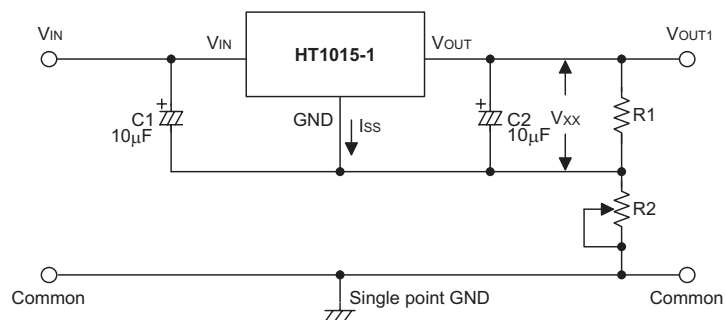 VIN
VIN
HT1015-1
VOUT
VOUT1
C1
10μF
GND
ISS
C2
10μF
VXX
R1
R2
Common
Single point GND
Common